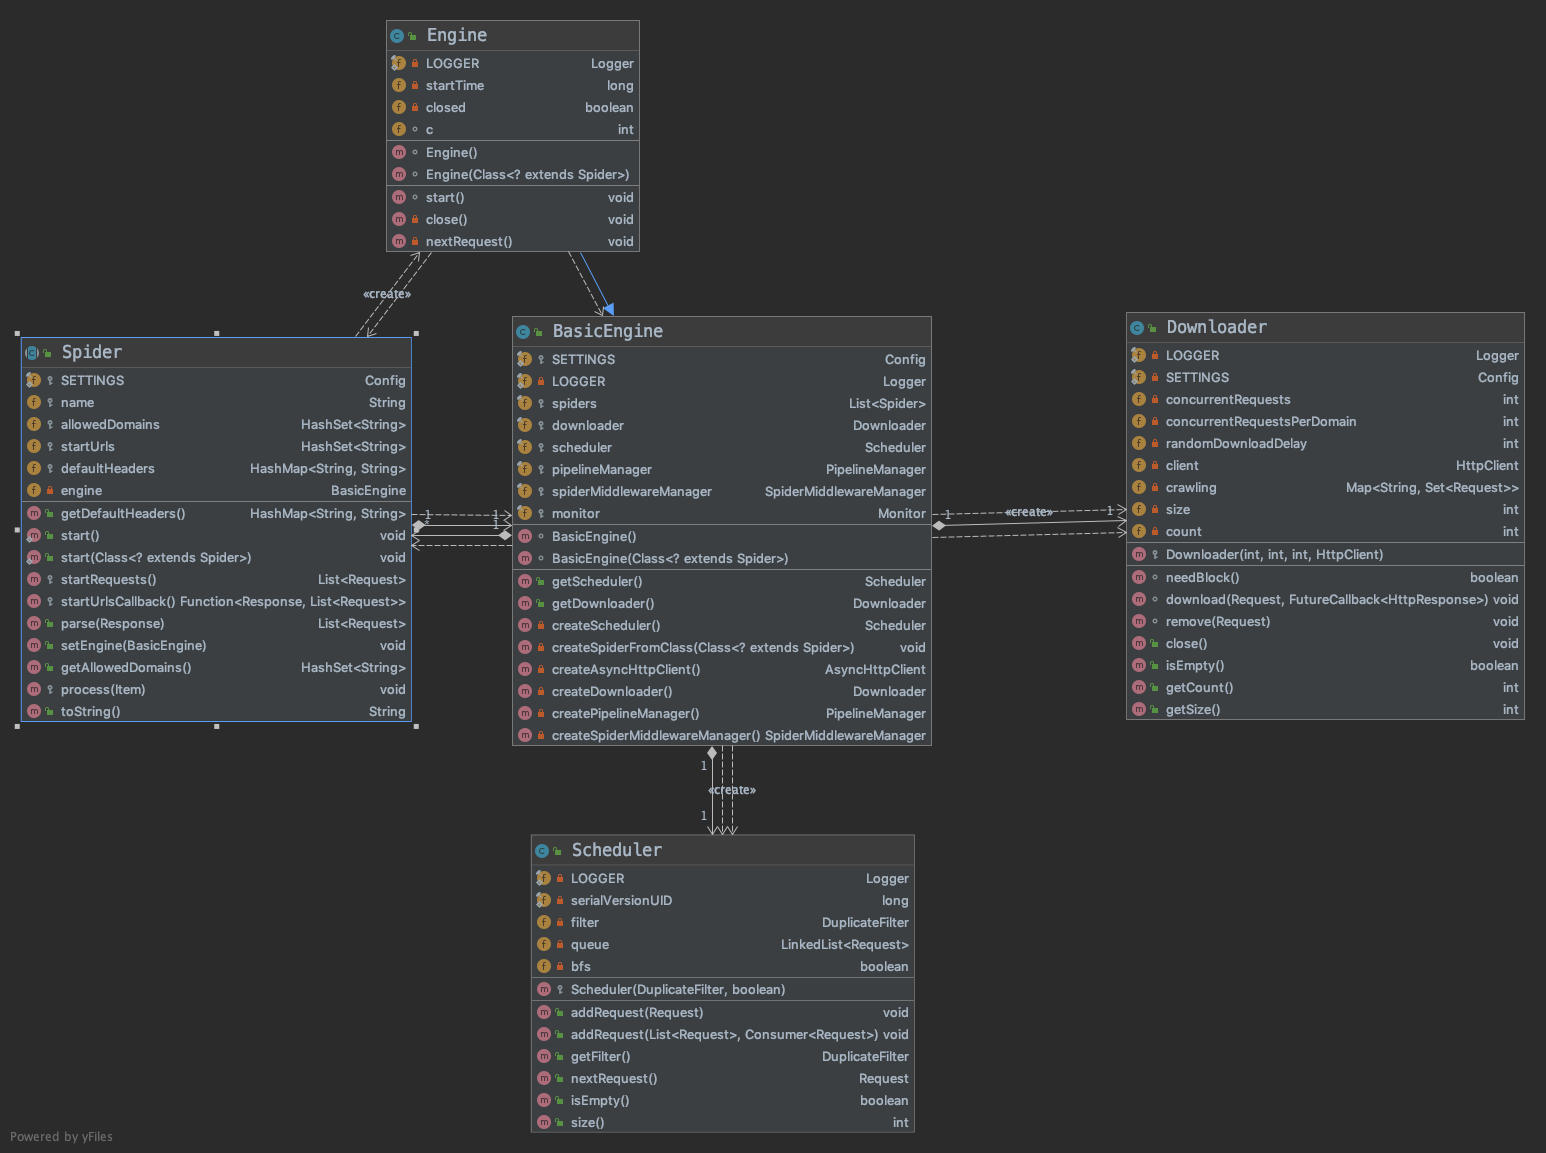 Engine
LOGGER Logger
startTime long
closed boolean
c int
Engine()
Engine(Class<? extends Spider>)
start() void
close() void
nextRequest() void
«create»
Spider
SETTINGS Config
name String
allowedDomains HashSet<String>
startUrls HashSet<String>
defaultHeaders HashMap<String, String>
engine BasicEngine
getDefaultHeaders() HashMap<String, String>
start() void
start(Class<? extends Spider>) void
startRequests() List<Request>
startUrlsCallback() Function<Response, List<Request>>
parse(Response) List<Request>
setEngine(BasicEngine) void
getAllowedDomains() HashSet<String>
process(Item) void
toString() String
1 1
* 1
BasicEngine
SETTINGS Config
LOGGER Logger
spiders List<Spider>
downloader Downloader
scheduler Scheduler
pipelineManager PipelineManager
spiderMiddlewareManager SpiderMiddlewareManager
monitor Monitor
BasicEngine()
BasicEngine(Class<? extends Spider>)
getScheduler() Scheduler
getDownloader() Downloader
createScheduler() Scheduler
createSpiderFromClass(Class<? extends Spider>) void
createAsyncHttpClient() AsyncHttpClient
createDownloader() Downloader
createPipelineManager() PipelineManager
createSpiderMiddlewareManager() SpiderMiddlewareManager
1 «create» 1
Downloader
LOGGER Logger
SETTINGS Config
concurrentRequests int
concurrentRequestsPerDomain int
randomDownloadDelay int
client HttpClient
crawling Map<String, Set<Request>>
size int
count int
Downloader(int, int, int, HttpClient)
needBlock() boolean
download(Request, FutureCallback<HttpResponse>) void
remove(Request) void
close() void
isEmpty() boolean
getCount() int
getSize() int
1
«create»
1
Scheduler
LOGGER Logger
serialVersionUID long
filter DuplicateFilter
queue LinkedList<Request>
bfs boolean
Scheduler(DuplicateFilter, boolean)
addRequest(Request) void
addRequest(List<Request>, Consumer<Request>) void
getFilter() DuplicateFilter
nextRequest() Request
isEmpty() boolean
size() int
Powered by yFiles